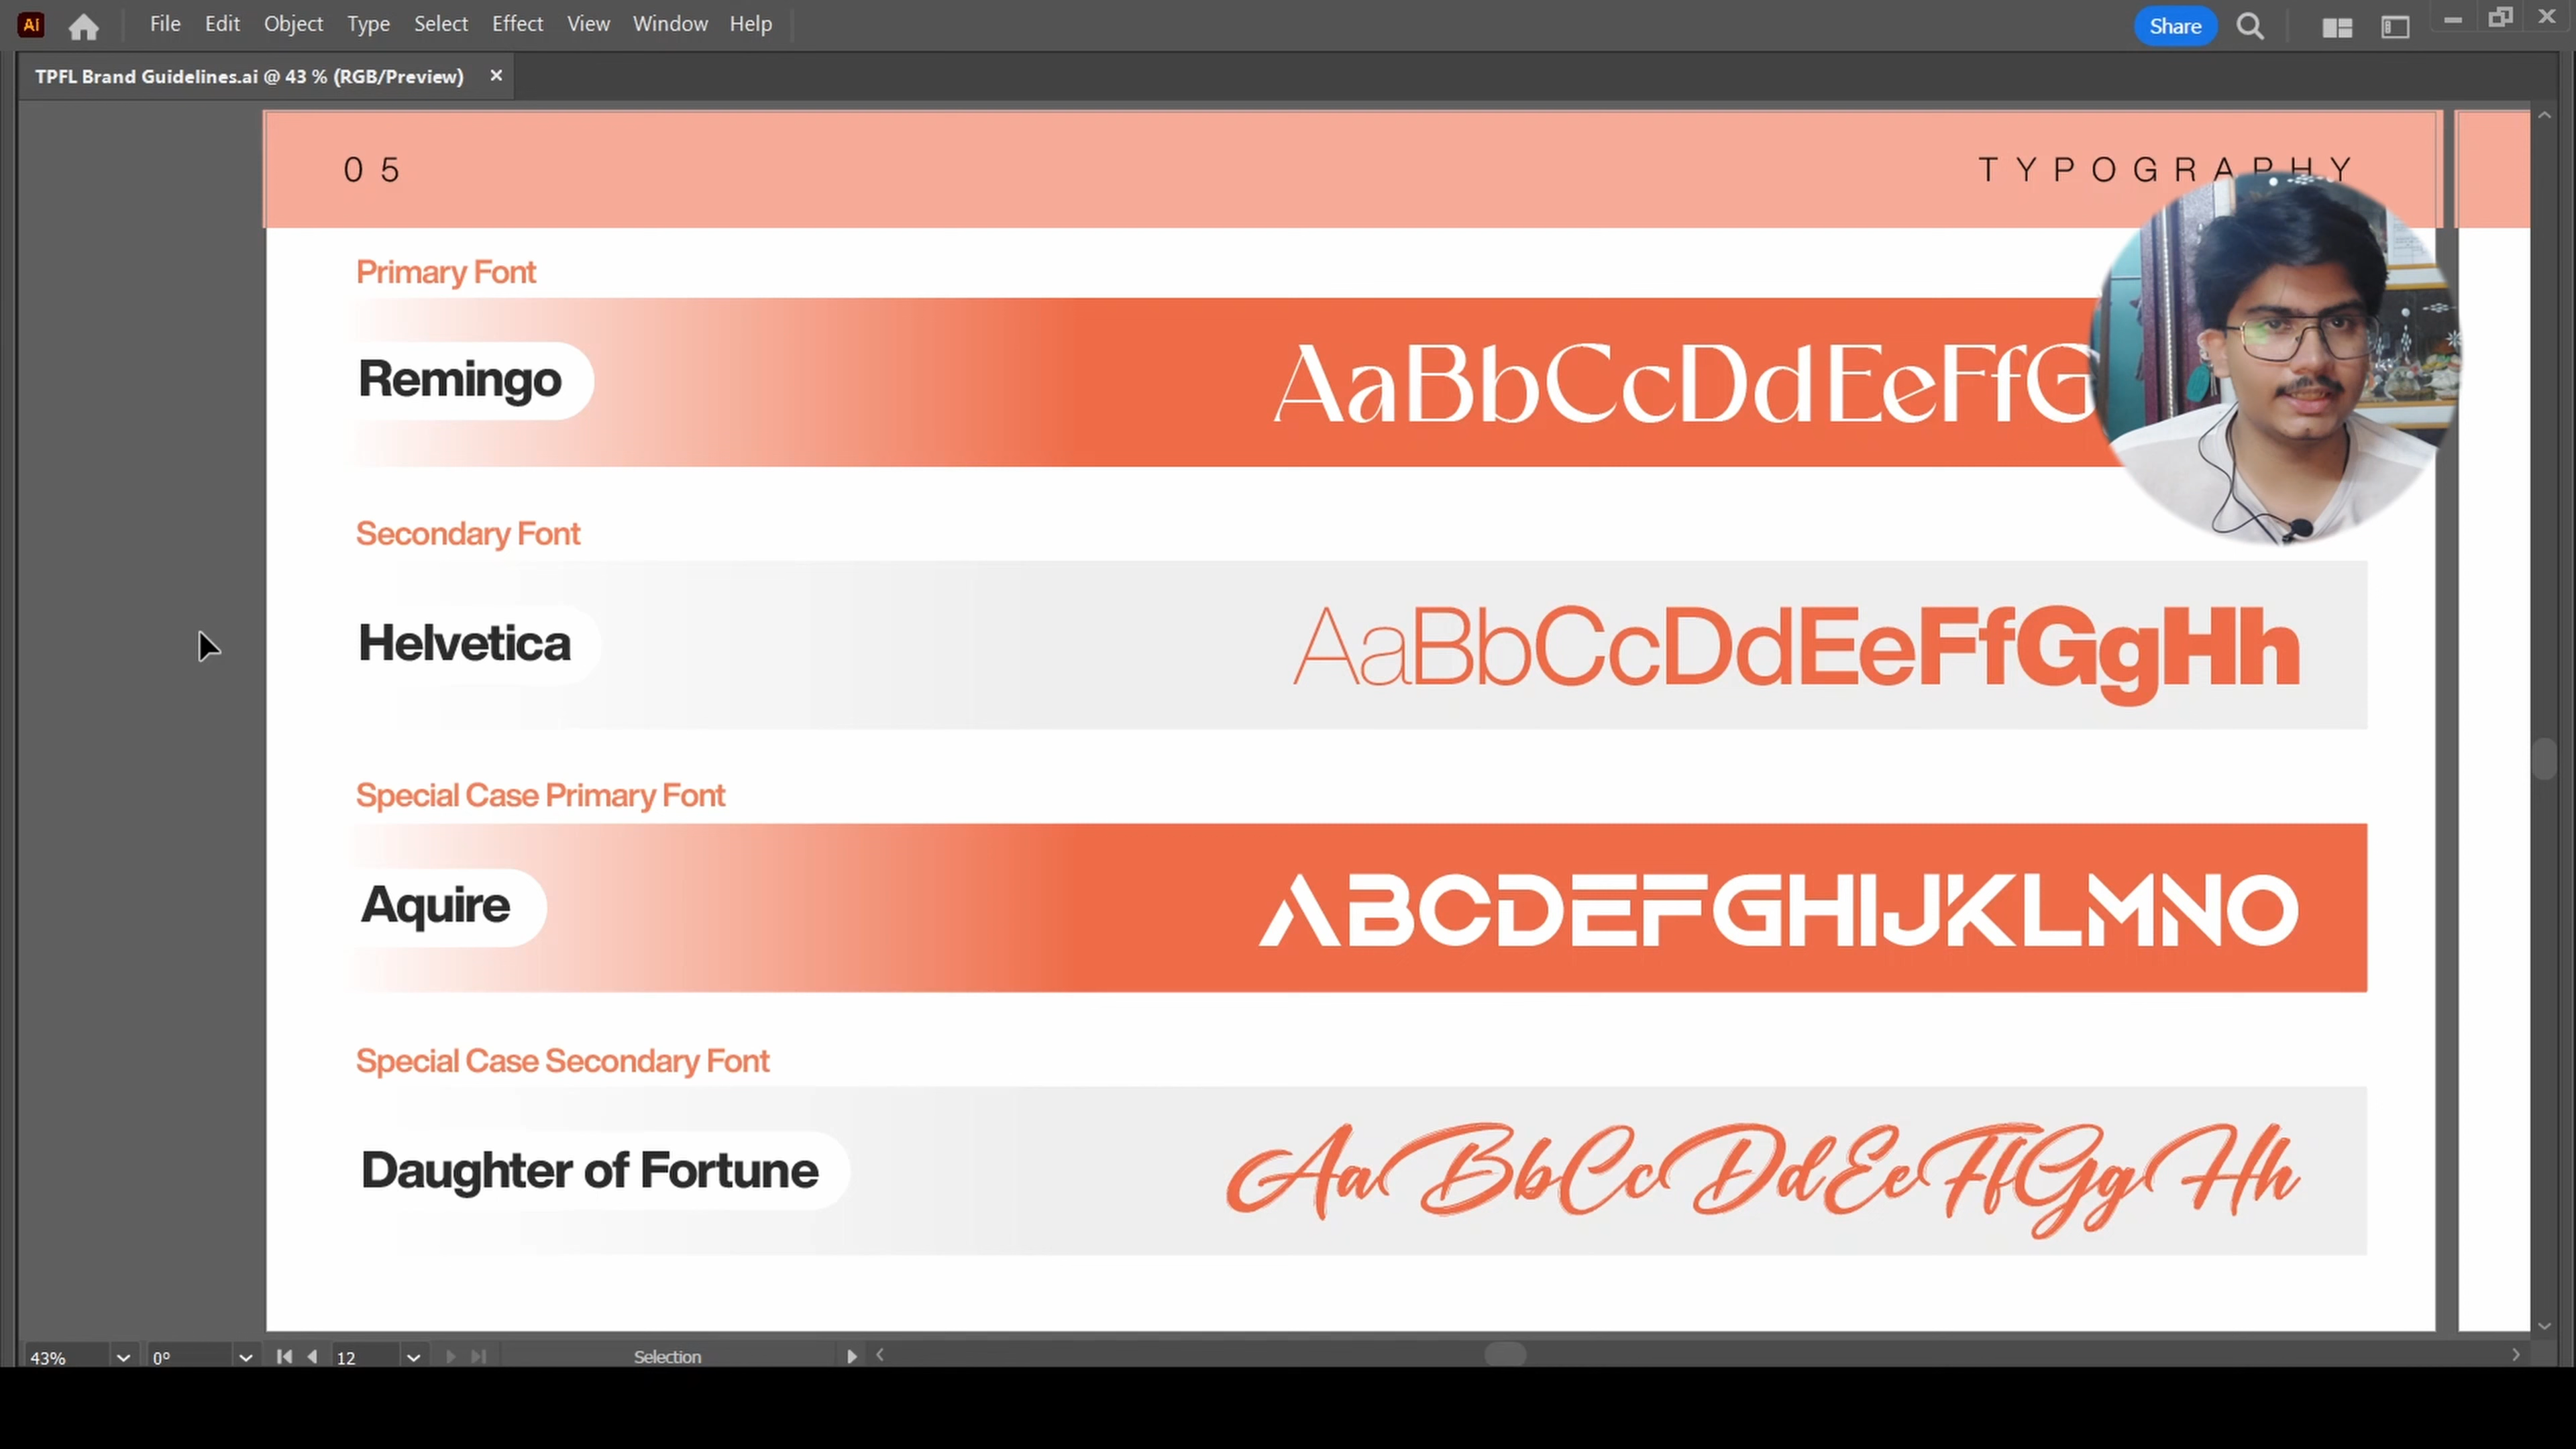 Ai File Edit Object Type Select Effect View Window Help Share
TPFL Brand Guidelines.ai @ 43 % (RGB/Preview) ×
05 TYPOGRAPHY
Primary Font
Remingo AaBbCcDdEeFfG
Secondary Font
Helvetica AaBbCcDdEeFfGgHh
Special Case Primary Font
Aquire ABCDEFGHIJKLMNO
Special Case Secondary Font
Daughter of Fortune AaBbCcDdEeFfGgHh
43% 0° 12 Selection